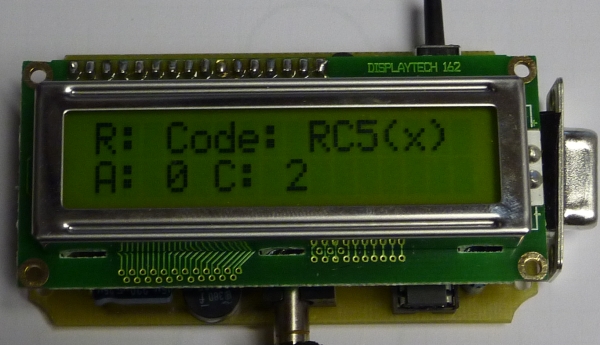 DISPLAYTECH 162
R: Code: RC5(x)
A: 0 C: 2